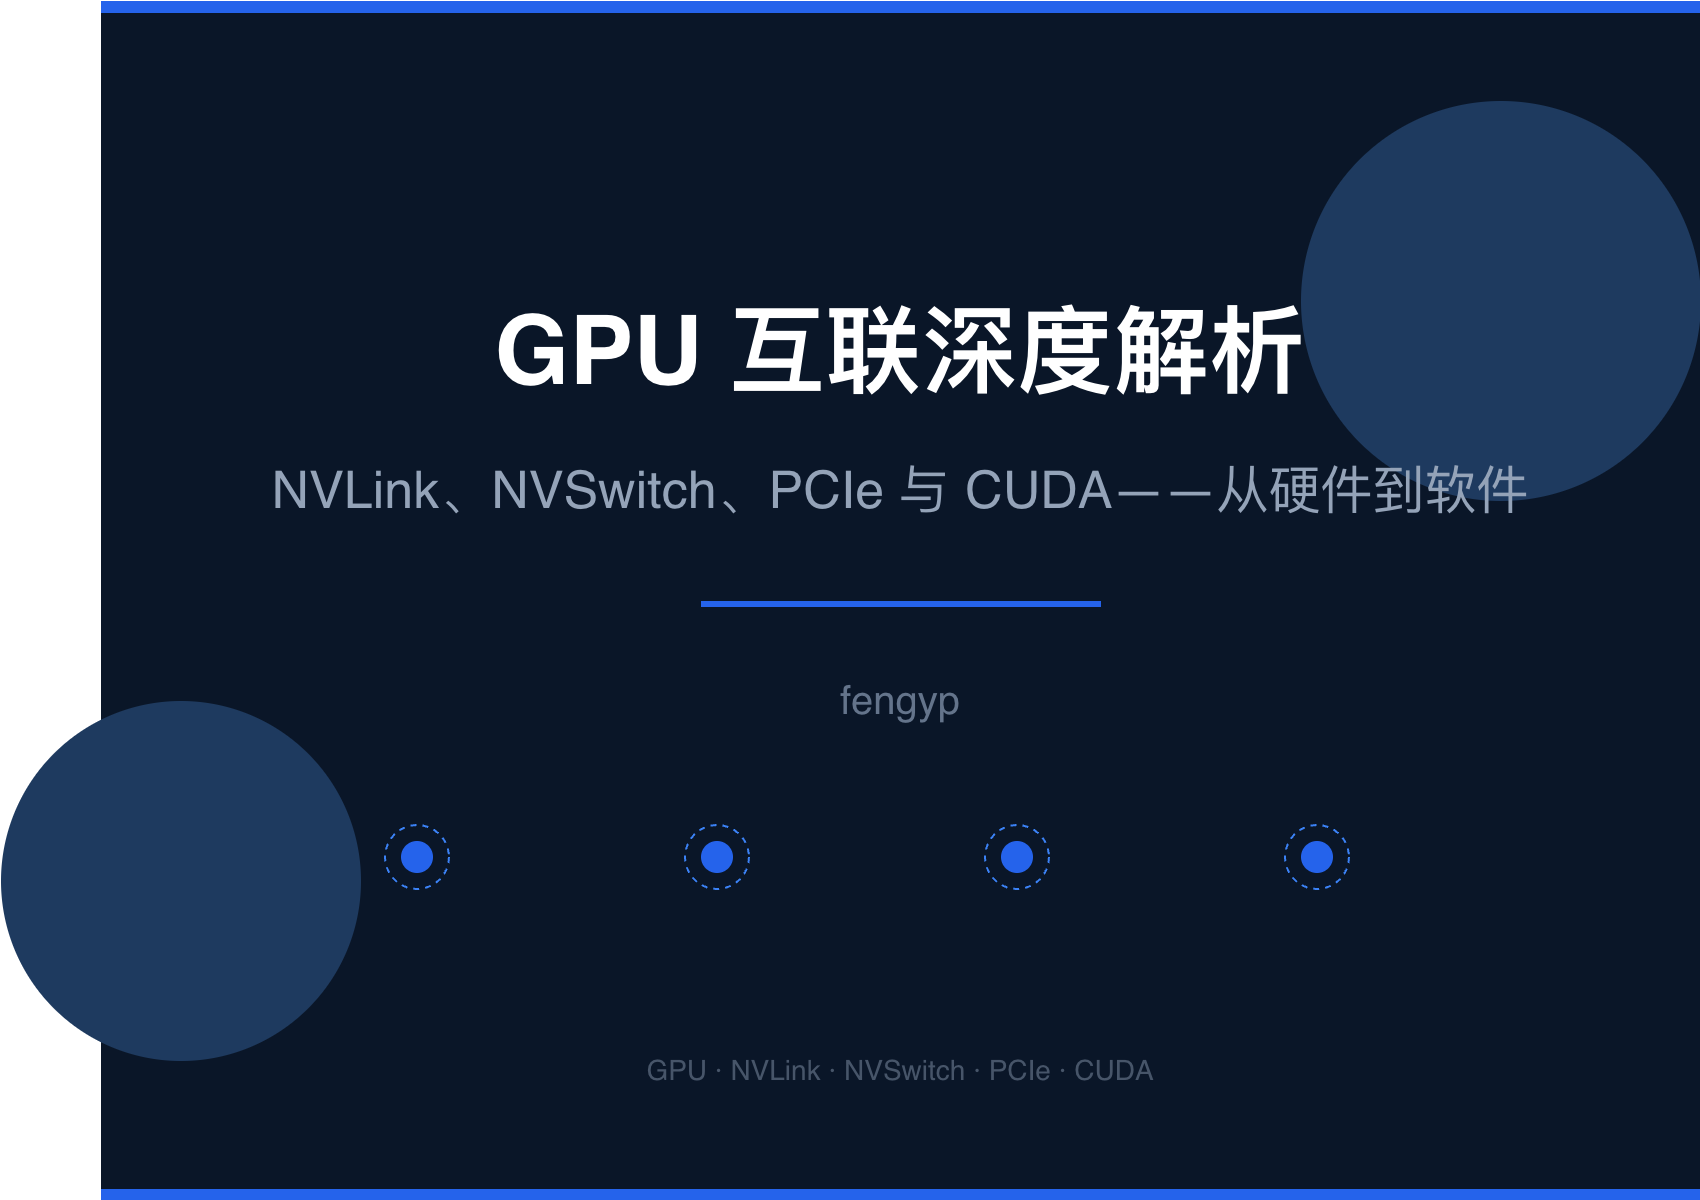 GPU 互联深度解析
NVLink、NVSwitch、PCIe 与 CUDA——从硬件到软件
fengyp
GPU · NVLink · NVSwitch · PCIe · CUDA